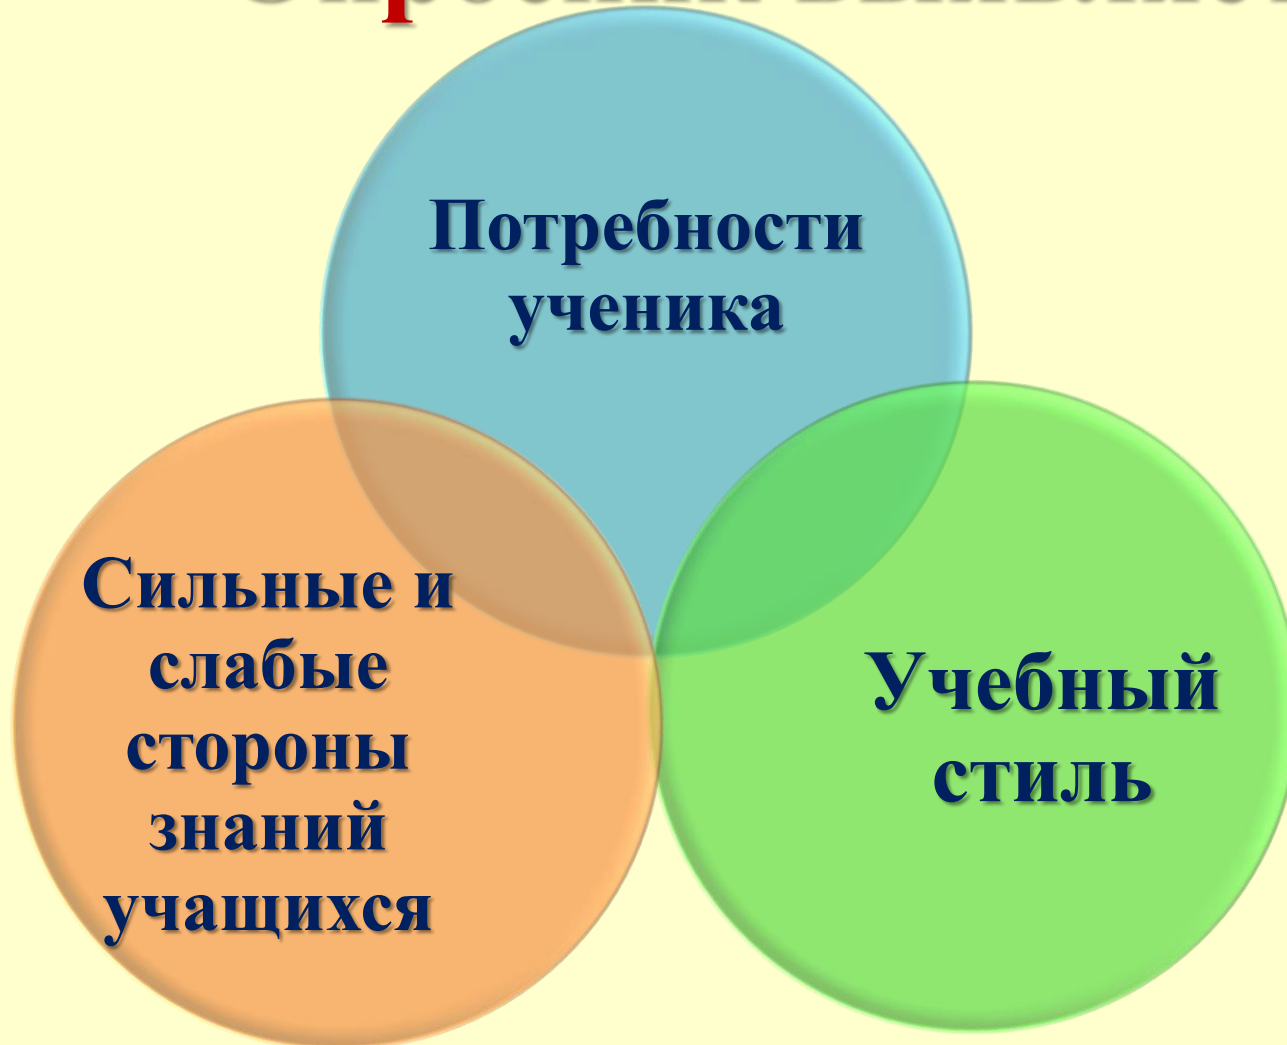 Потребности
ученика
Сильные и
слабые
стороны
знаний
учащихся
Учебный
стиль